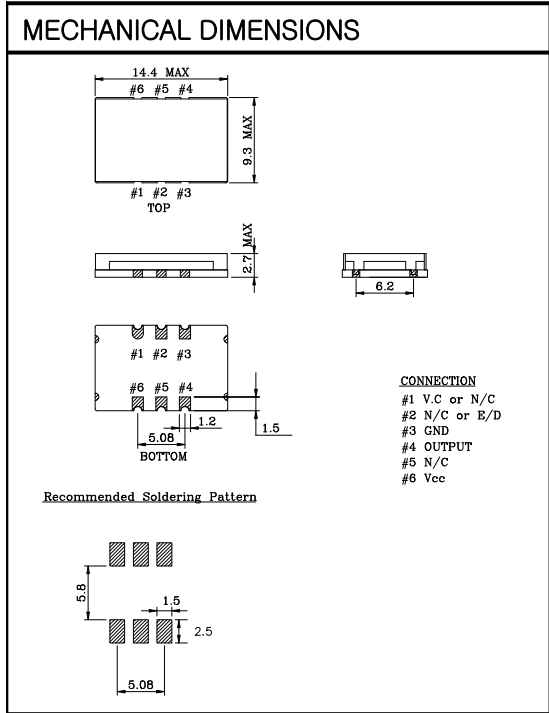 MECHANICAL DIMENSIONS
14.4 MAX
#6 #5 #4
9.3 MAX
#1 #2 #3
TOP
2.7 MAX
6.2
#1 #2 #3
#6 #5 #4
1.2
1.5
5.08
BOTTOM
CONNECTION
#1 V.C or N/C
#2 N/C or E/D
#3 GND
#4 OUTPUT
#5 N/C
#6 Vcc
Recommended Soldering Pattern
5.8
1.5
2.5
5.08